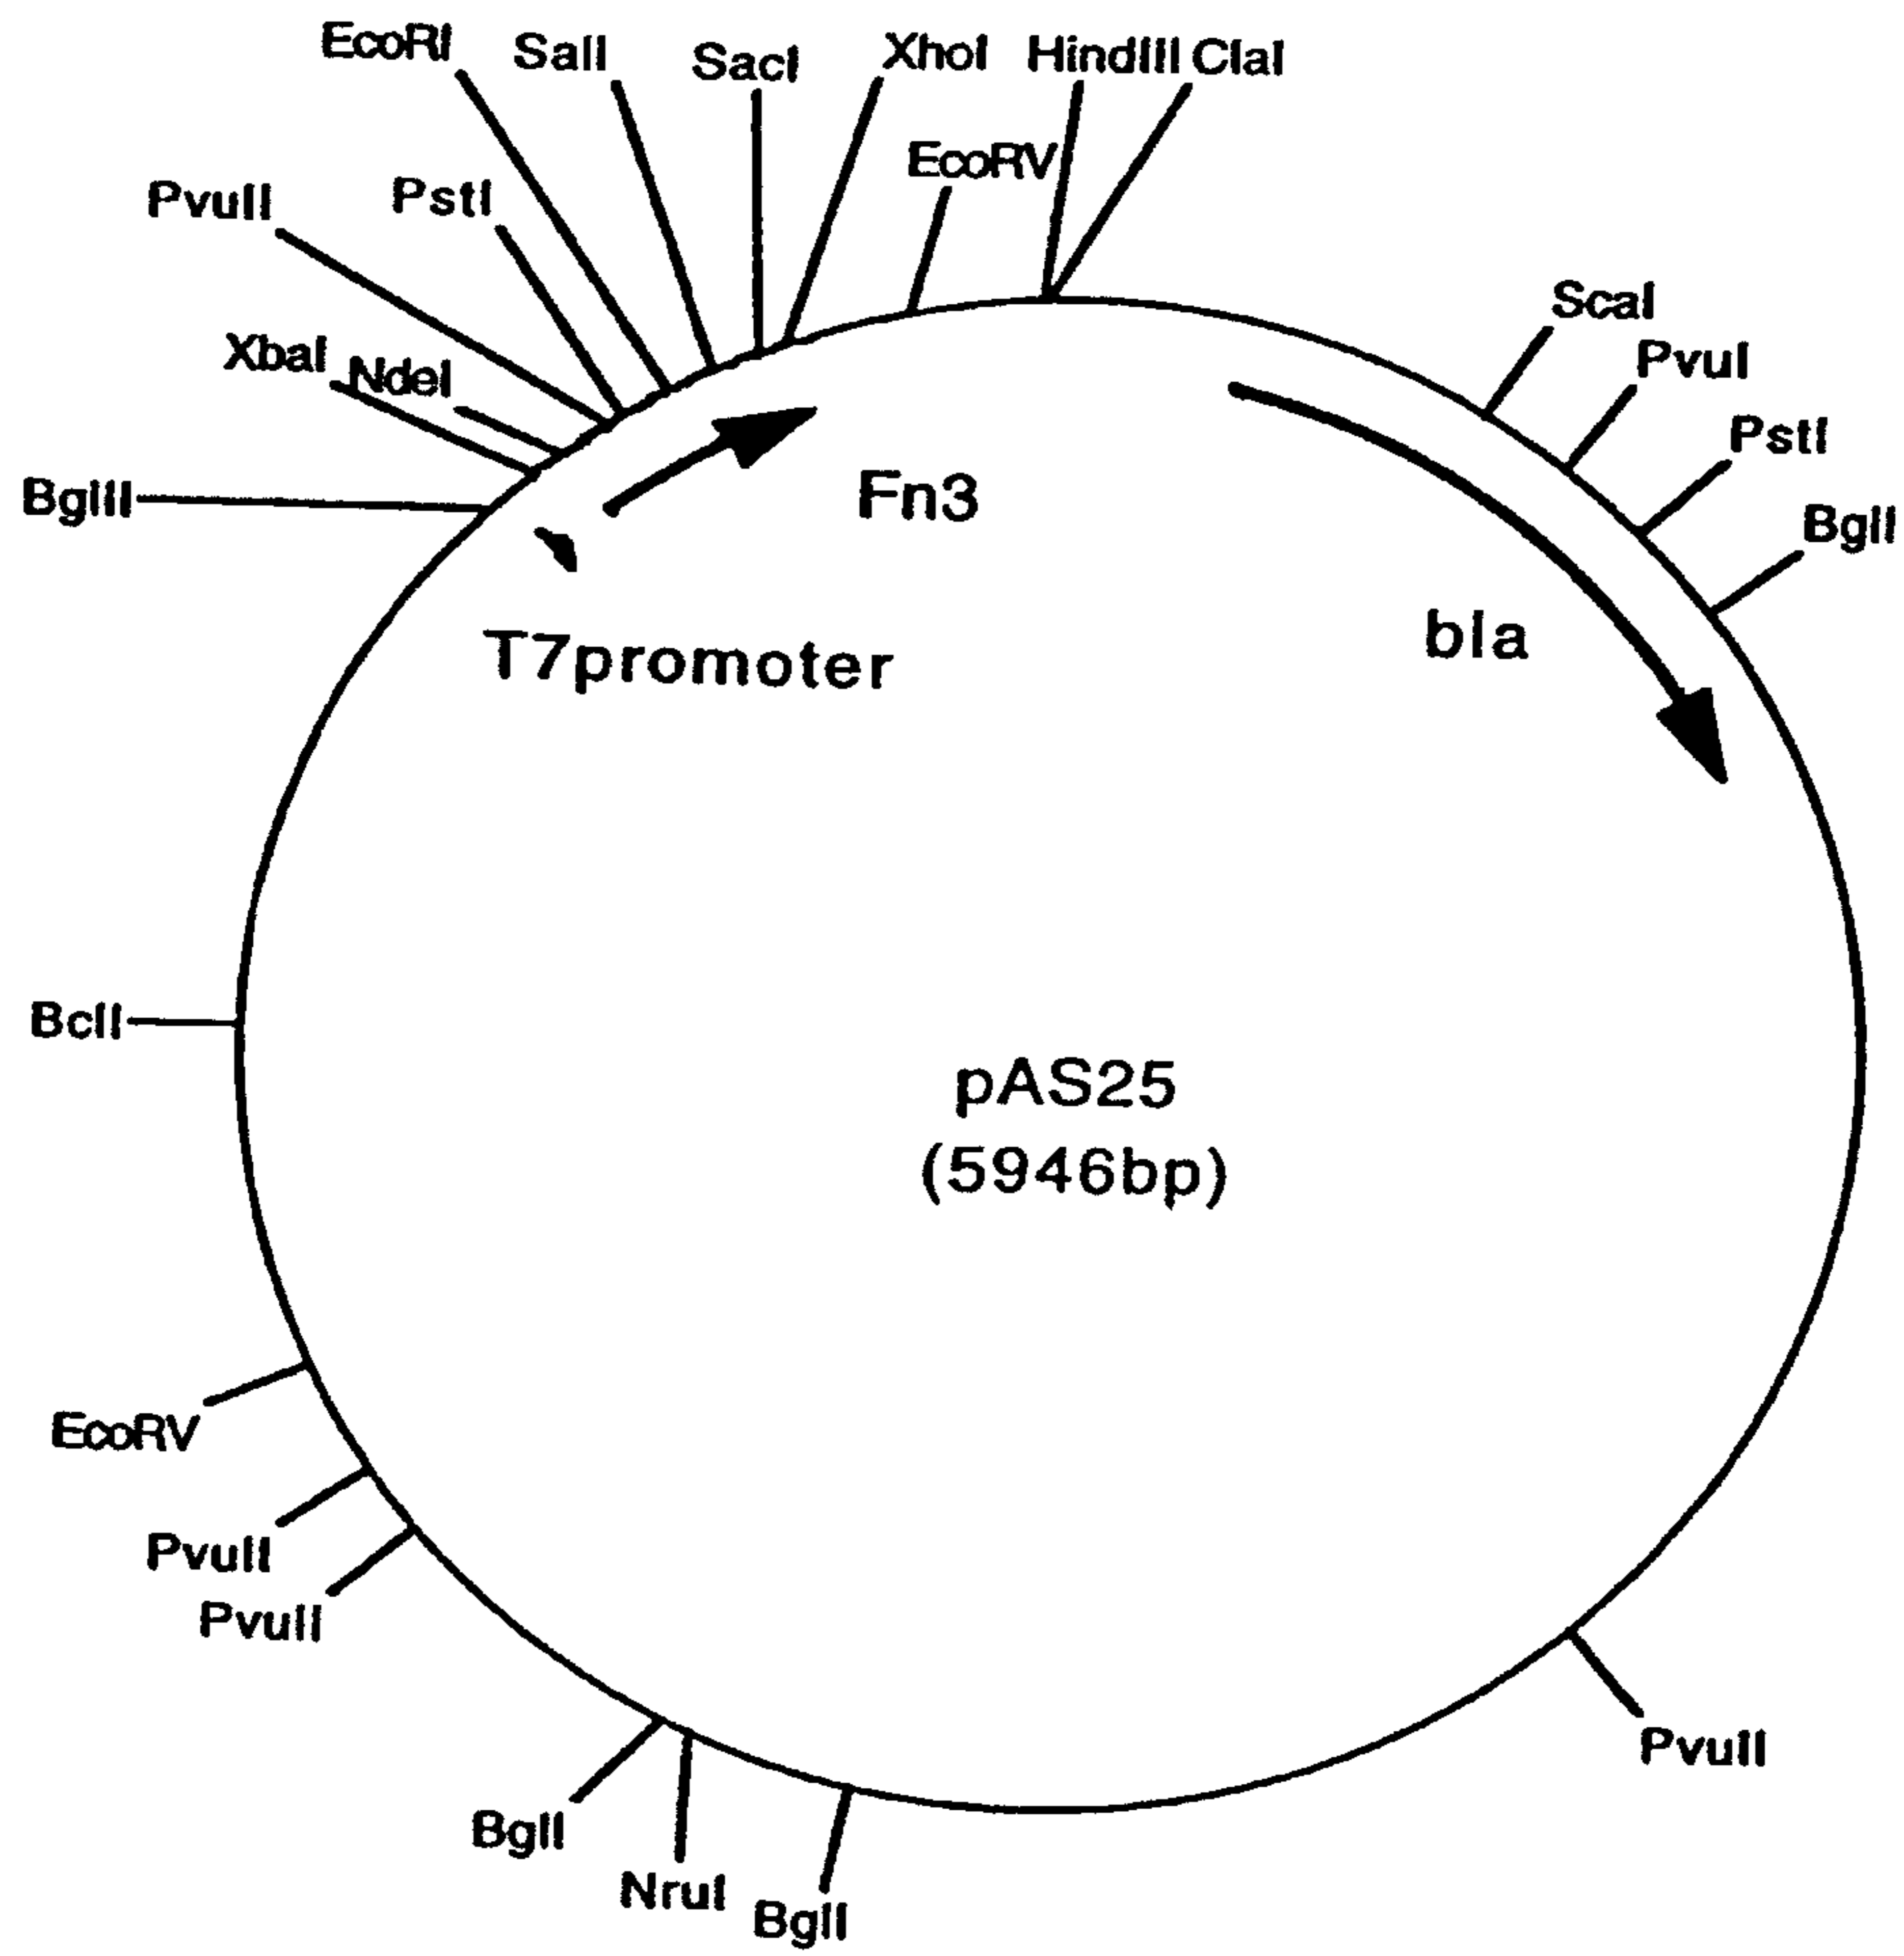 EcoRI
SalI
SacI
XhoI
HindIII
ClaI
EcoRV
PvuII
PstI
XbaI
NdeI
BglII
ScaI
PvuI
PstI
BglI
Fn3
bla
T7promoter
BclI
pAS25
(5946bp)
EcoRV
PvuII
PvuII
PvuII
BglI
NruI
BglI